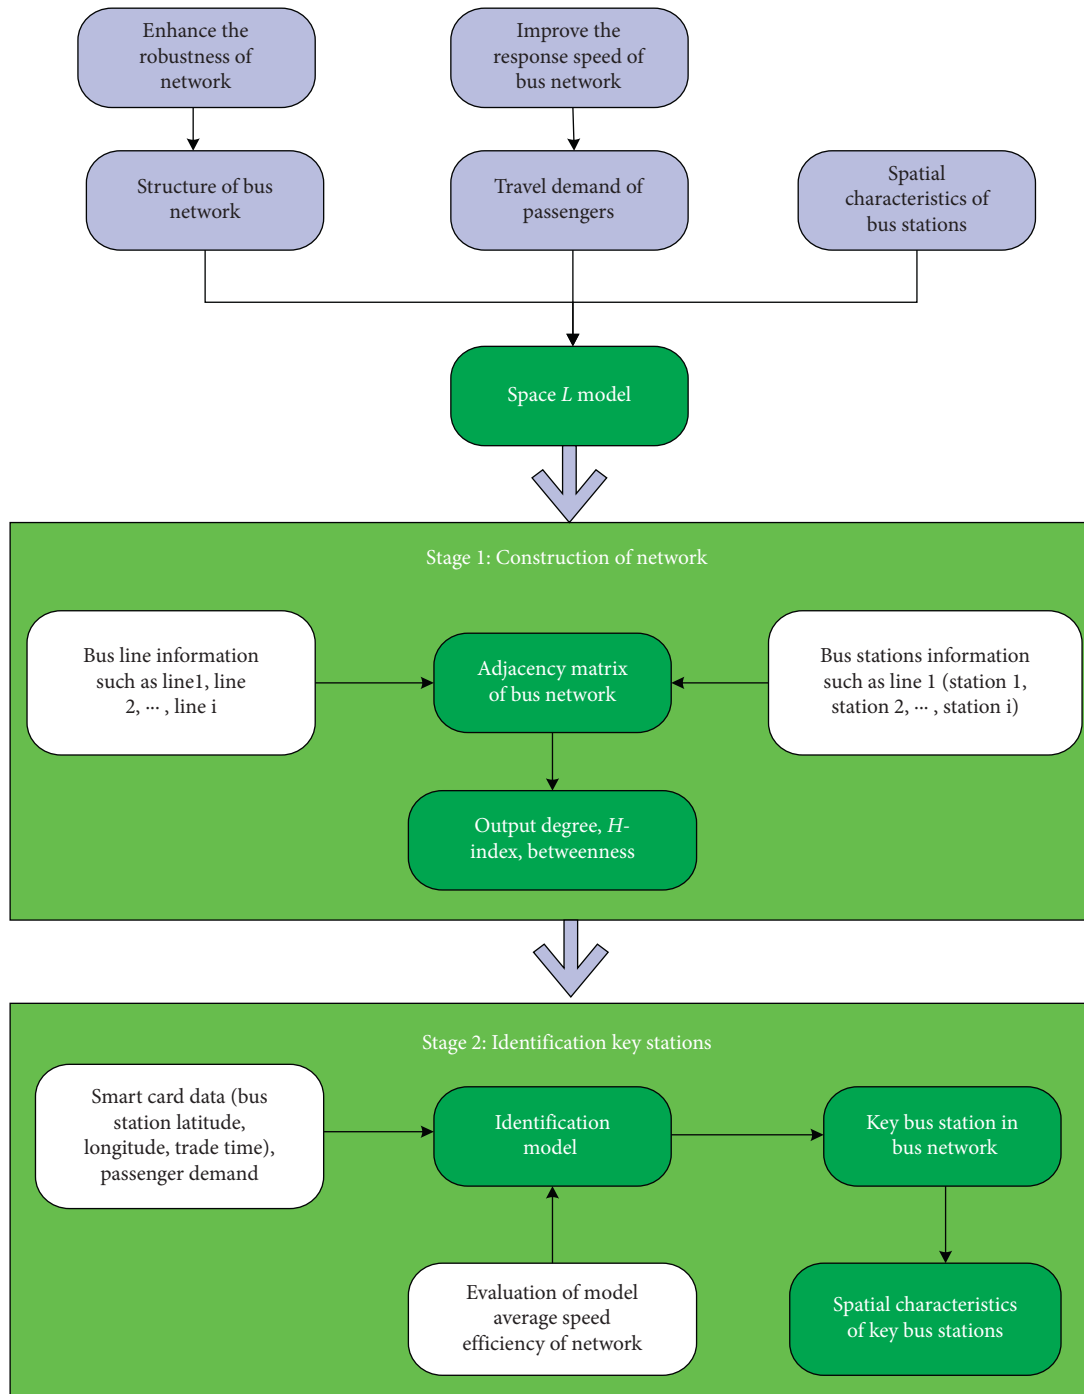 Enhance the
robustness of
network
Improve the
response speed of
bus network
Structure of bus
network
Travel demand of
passengers
Spatial
characteristics of
bus stations
Space L model
Stage 1: Construction of network
Bus line information
such as line1, line
2, ··· , line i
Adjacency matrix
of bus network
Bus stations information
such as line 1 (station 1,
station 2, ··· , station i)
Output degree, H-
index, betweenness
Stage 2: Identification key stations
Smart card data (bus
station latitude,
longitude, trade time),
passenger demand
Identification
model
Key bus station in
bus network
Evaluation of model
average speed
efficiency of network
Spatial characteristics
of key bus stations